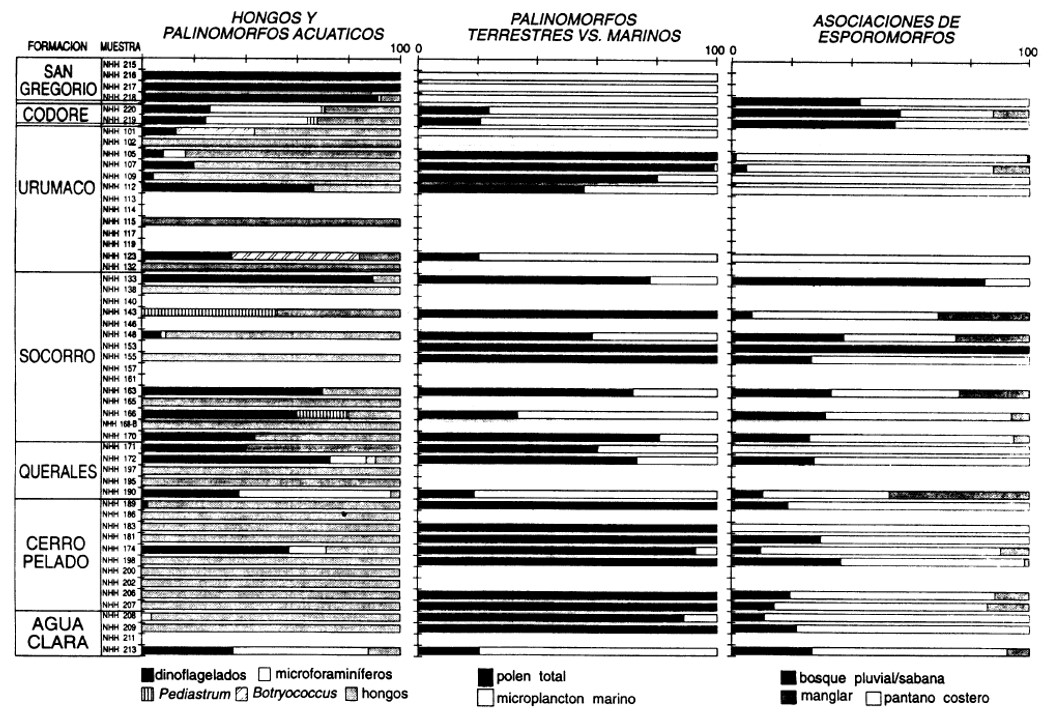 HONGOS Y
PALINOMORFOS ACUATICOS
PALINOMORFOS
TERRESTRES VS. MARINOS
ASOCIACIONES DE
ESPOROMORFOS
FORMACION MUESTRA 100 0 100 0 100
SAN
GREGORIO
CODORE
URUMACO
SOCORRO
QUERALES
CERRO
PELADO
AGUA
CLARA
NHH 215
NHH 216
NHH 217
NHH 218
NHH 220
NHH 219
NHH 101
NHH 102
NHH 105
NHH 107
NHH 109
NHH 112
NHH 113
NHH 114
NHH 115
NHH 117
NHH 119
NHH 123
NHH 132
NHH 133
NHH 138
NHH 140
NHH 143
NHH 146
NHH 148
NHH 153
NHH 155
NHH 157
NHH 161
NHH 163
NHH 165
NHH 166
NHH 168-B
NHH 170
NHH 171
NHH 172
NHH 197
NHH 195
NHH 190
NHH 189
NHH 186
NHH 183
NHH 181
NHH 174
NHH 198
NHH 200
NHH 202
NHH 206
NHH 207
NHH 208
NHH 209
NHH 211
NHH 213
dinoflagelados microforaminíferos
Pediastrum Botryococcus hongos
polen total
microplancton marino
bosque pluvial/sabana
manglar pantano costero